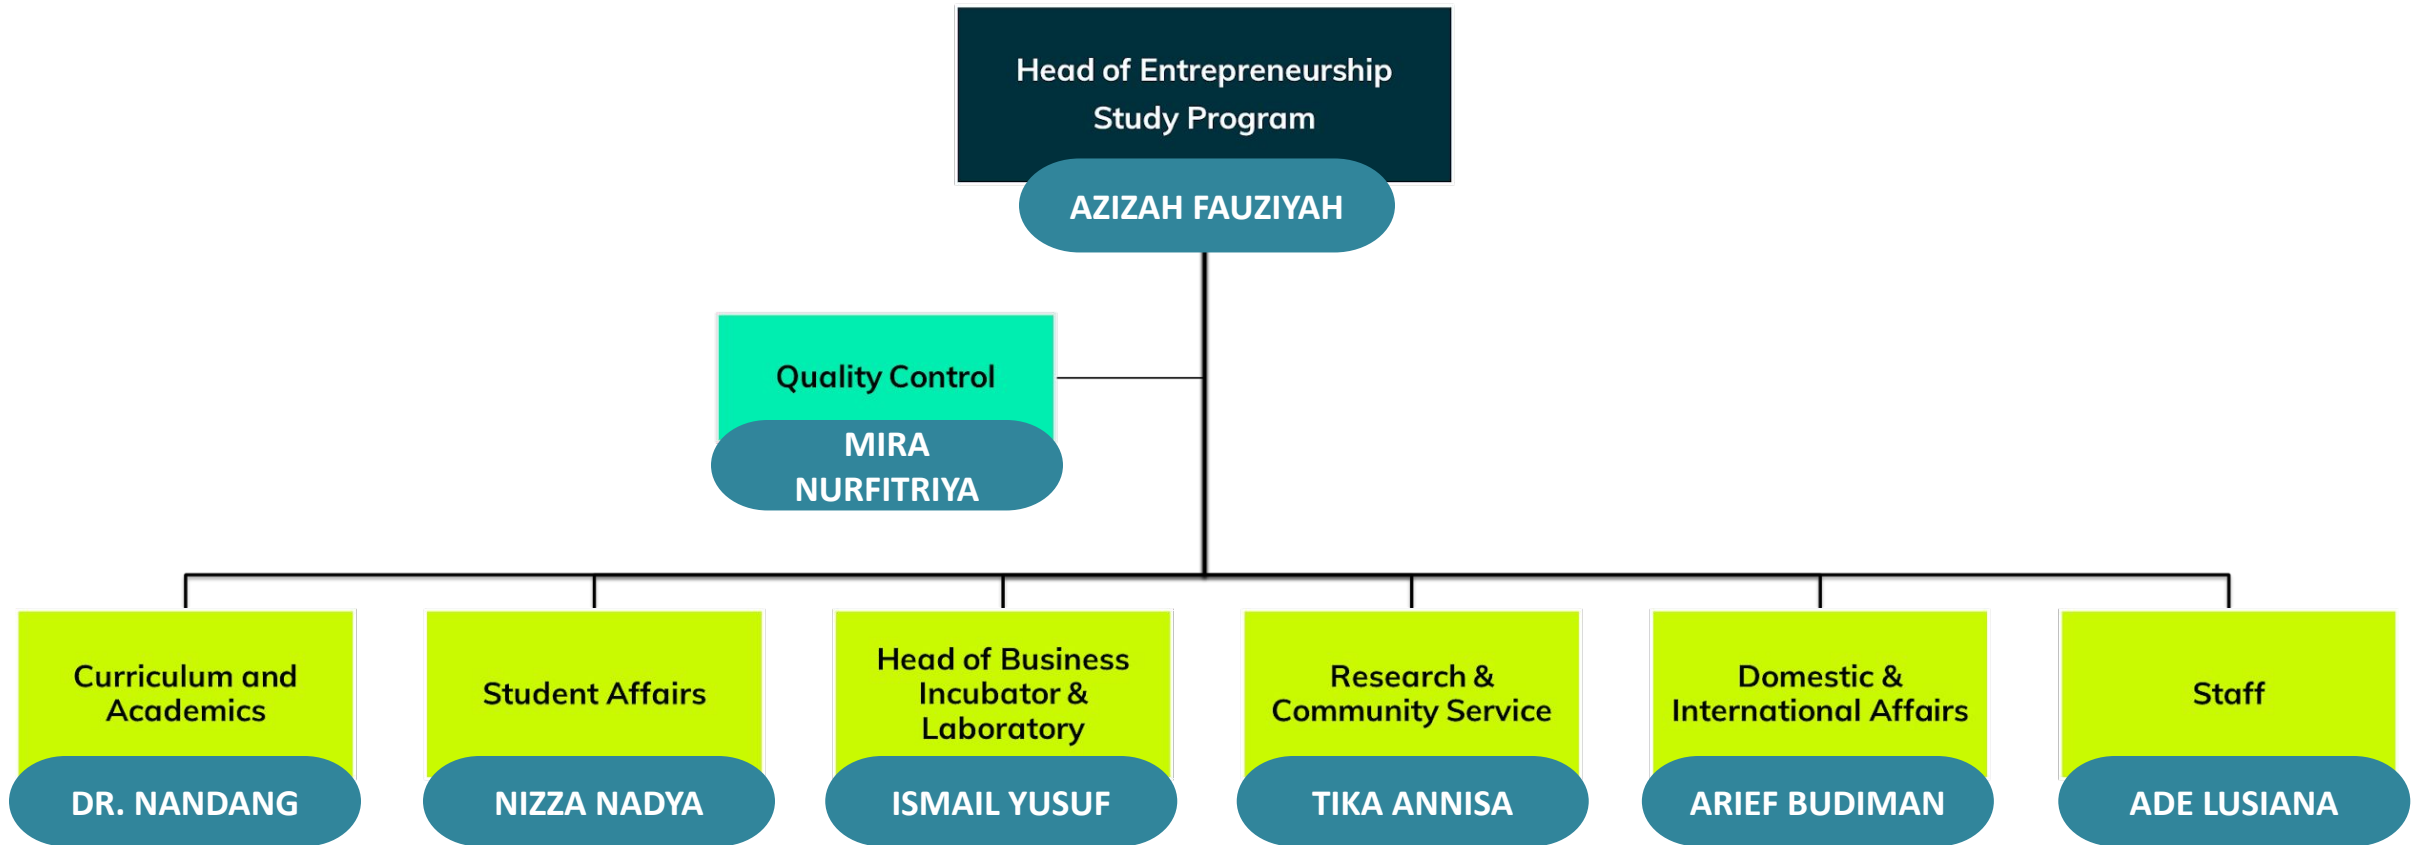 Head of Entrepreneurship
Study Program
AZIZAH FAUZIYAH
Quality Control
MIRA
NURFITRIYA
Curriculum and
Academics
DR. NANDANG
Student Affairs
NIZZA NADYA
Head of Business
Incubator &
Laboratory
ISMAIL YUSUF
Research &
Community Service
TIKA ANNISA
Domestic &
International Affairs
ARIEF BUDIMAN
Staff
ADE LUSIANA